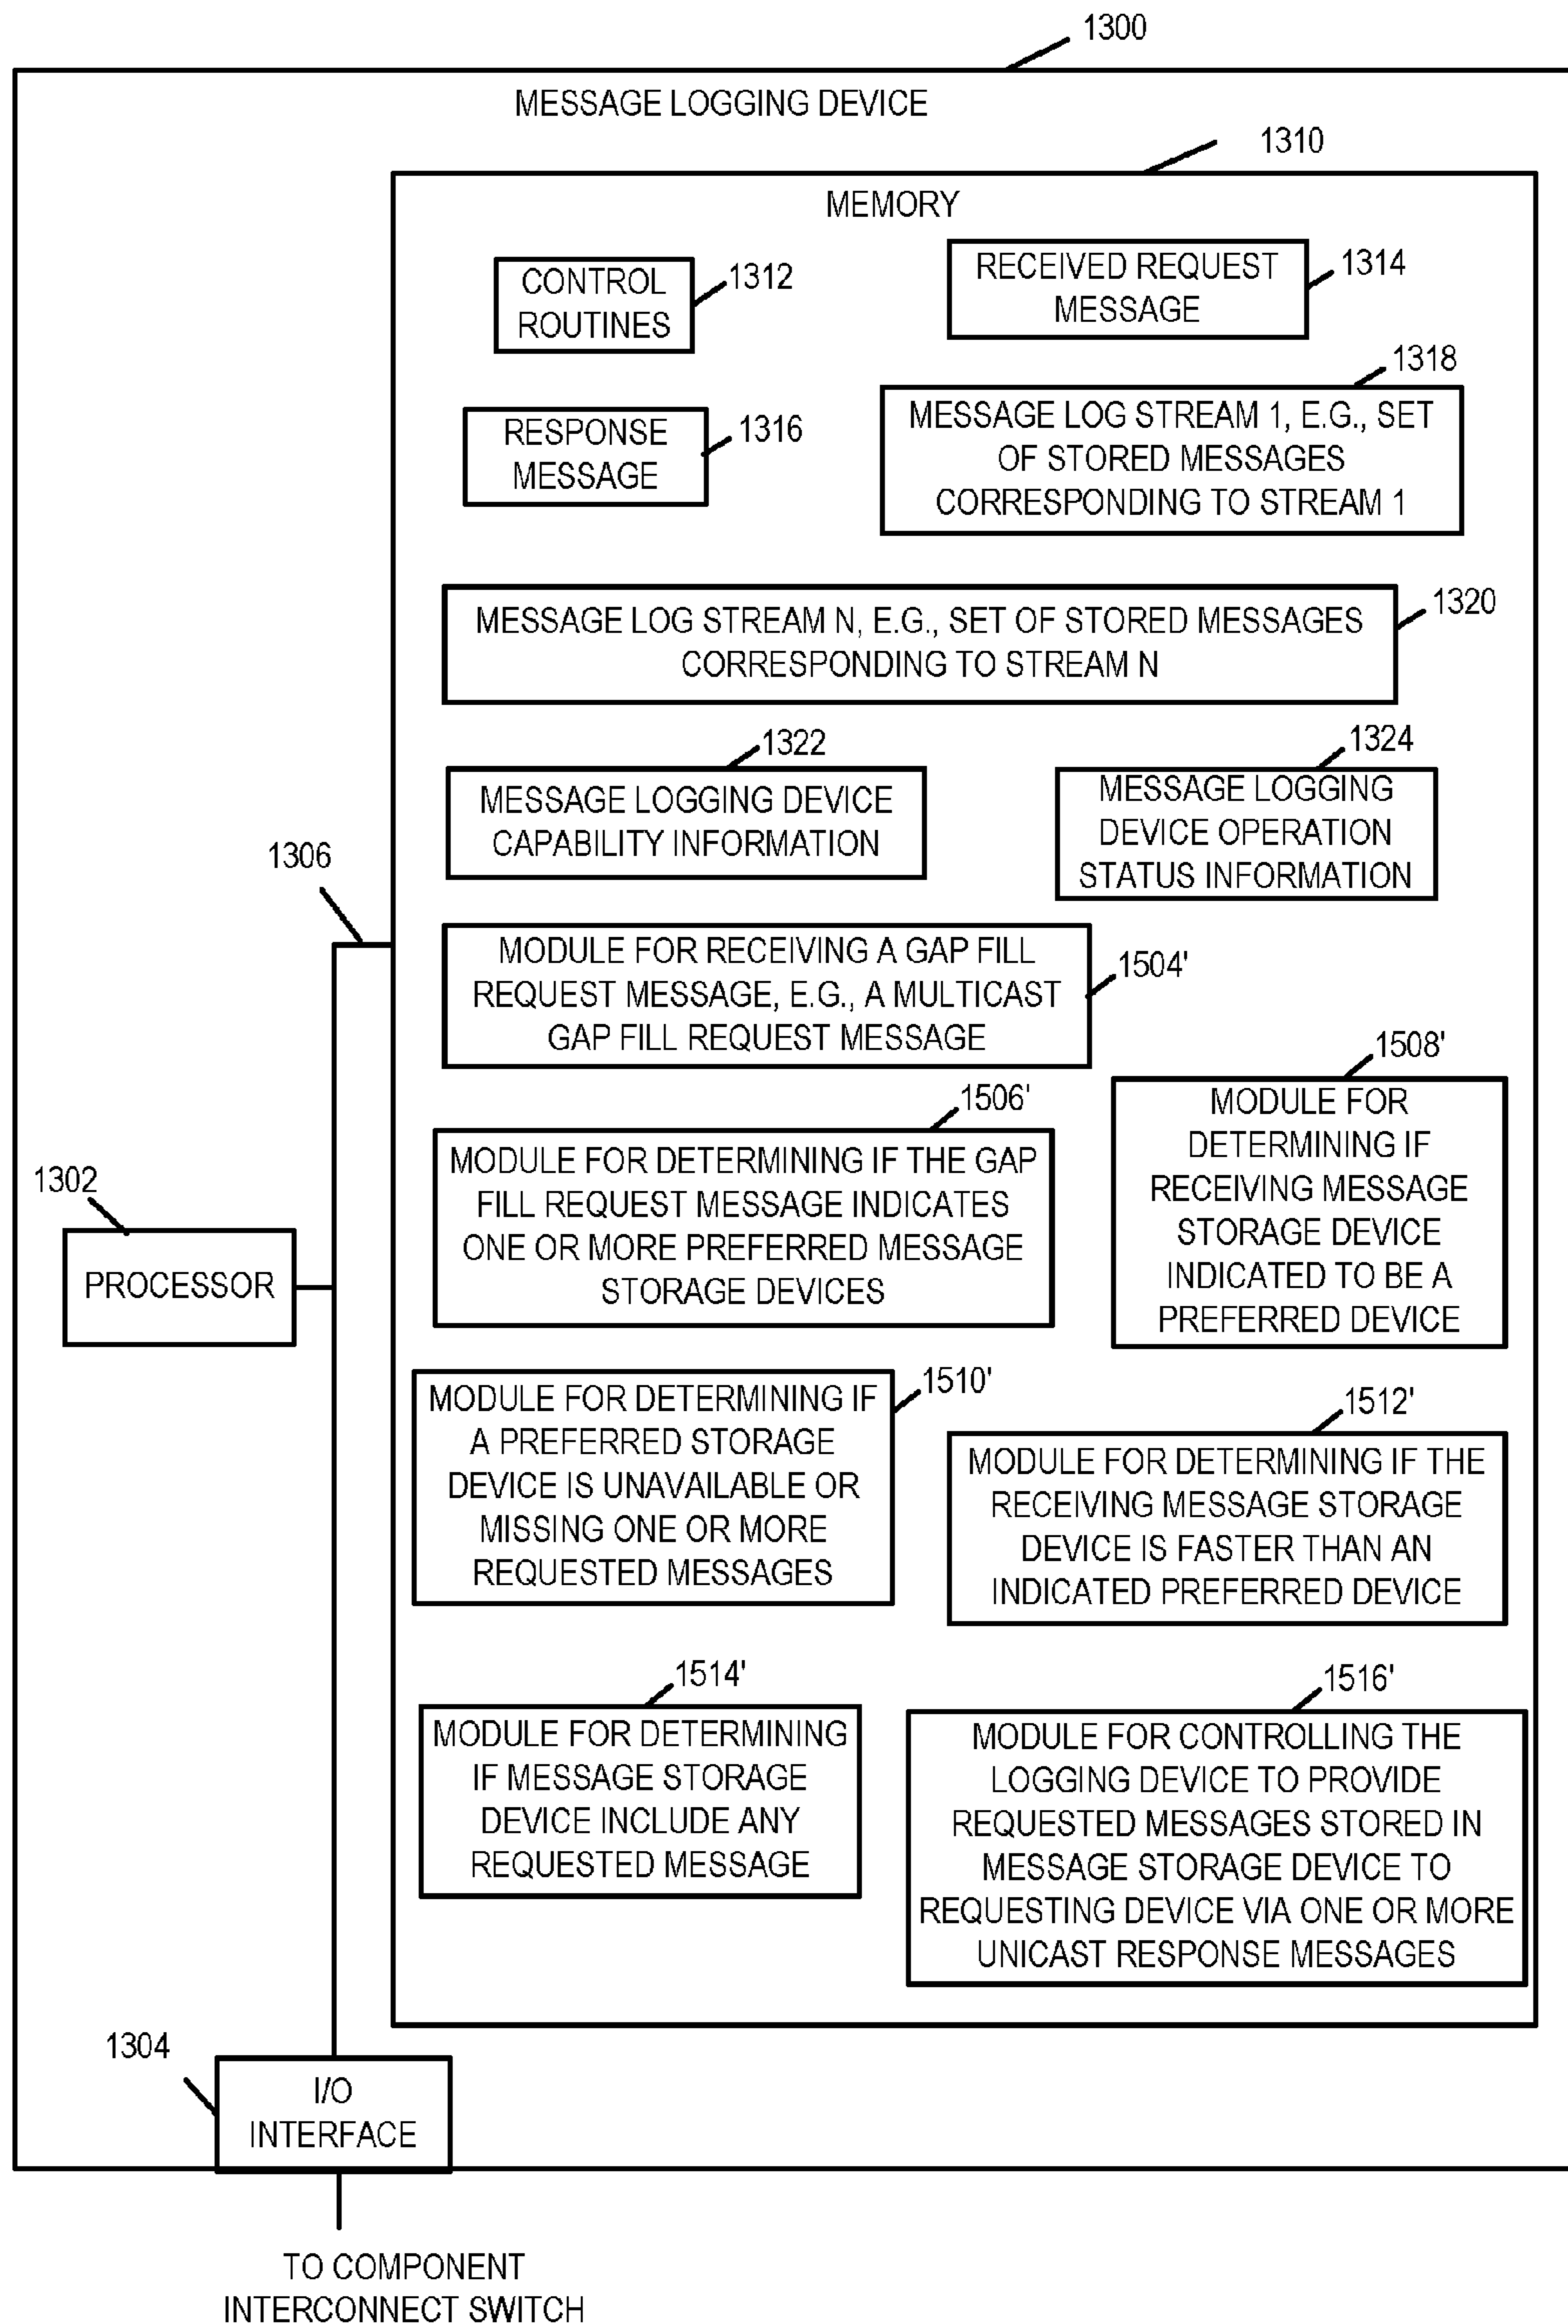 1300
MESSAGE LOGGING DEVICE
1310
MEMORY
CONTROL
ROUTINES
1312
RECEIVED REQUEST
MESSAGE
1314
RESPONSE
MESSAGE
1316
1318
MESSAGE LOG STREAM 1, E.G., SET
OF STORED MESSAGES
CORRESPONDING TO STREAM 1
MESSAGE LOG STREAM N, E.G., SET OF STORED MESSAGES
CORRESPONDING TO STREAM N
1320
1322
MESSAGE LOGGING DEVICE
CAPABILITY INFORMATION
1324
MESSAGE LOGGING
DEVICE OPERATION
STATUS INFORMATION
1306
MODULE FOR RECEIVING A GAP FILL
REQUEST MESSAGE, E.G., A MULTICAST
GAP FILL REQUEST MESSAGE
1504'
1506'
MODULE FOR DETERMINING IF THE GAP
FILL REQUEST MESSAGE INDICATES
ONE OR MORE PREFERRED MESSAGE
STORAGE DEVICES
1508'
MODULE FOR
DETERMINING IF
RECEIVING MESSAGE
STORAGE DEVICE
INDICATED TO BE A
PREFERRED DEVICE
1302
PROCESSOR
MODULE FOR DETERMINING IF
A PREFERRED STORAGE
DEVICE IS UNAVAILABLE OR
MISSING ONE OR MORE
REQUESTED MESSAGES
1510'
1512'
MODULE FOR DETERMINING IF THE
RECEIVING MESSAGE STORAGE
DEVICE IS FASTER THAN AN
INDICATED PREFERRED DEVICE
1514'
MODULE FOR DETERMINING
IF MESSAGE STORAGE
DEVICE INCLUDE ANY
REQUESTED MESSAGE
1516'
MODULE FOR CONTROLLING THE
LOGGING DEVICE TO PROVIDE
REQUESTED MESSAGES STORED IN
MESSAGE STORAGE DEVICE TO
REQUESTING DEVICE VIA ONE OR MORE
UNICAST RESPONSE MESSAGES
1304
I/O
INTERFACE
TO COMPONENT
INTERCONNECT SWITCH